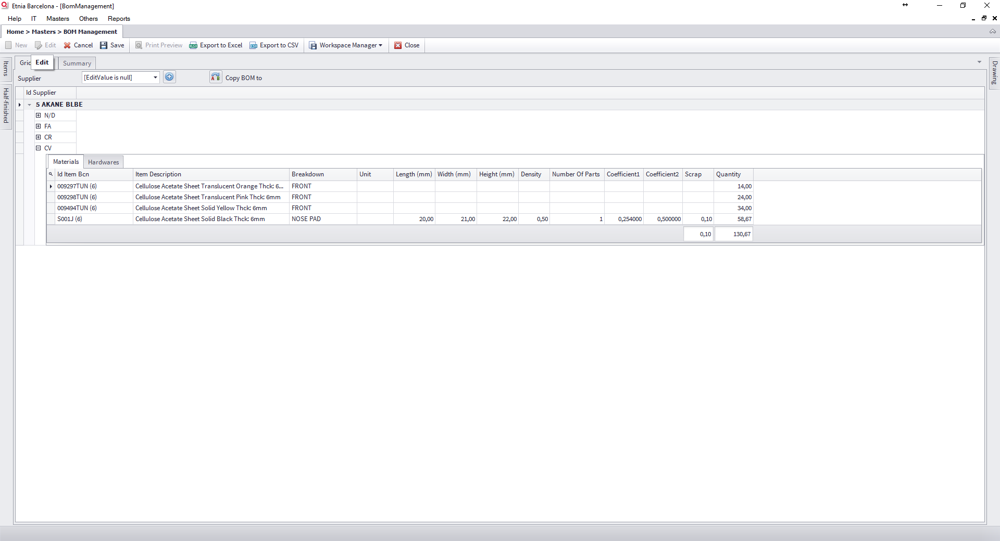 Etnia Barcelona - [BomManagement]
Help IT Masters Others Reports
Home > Masters > BOM Management
New Edit Cancel Save Print Preview Export to Excel Export to CSV Workspace Manager Close
Items
Half-finished
Drawing
Grid Edit Summary
Supplier [EditValue is null] Copy BOM to
Id Supplier
5 AKANE BLBE
N/D
FA
CR
CV
Materials Hardwares
Id Item Bcn Item Description Breakdown Unit Length (mm) Width (mm) Height (mm) Density Number Of Parts Coefficient1 Coefficient2 Scrap Quantity
009297TUN (6) Cellulose Acetate Sheet Translucent Orange Thck: 6... FRONT 14,00
009298TUN (6) Cellulose Acetate Sheet Translucent Pink Thck: 6mm FRONT 24,00
009494TUN (6) Cellulose Acetate Sheet Solid Yellow Thck: 6mm FRONT 34,00
S001J (6) Cellulose Acetate Sheet Solid Black Thck: 6mm NOSE PAD 20,00 21,00 22,00 0,50 1 0,254000 0,500000 0,10 58,67
0,10 130,67